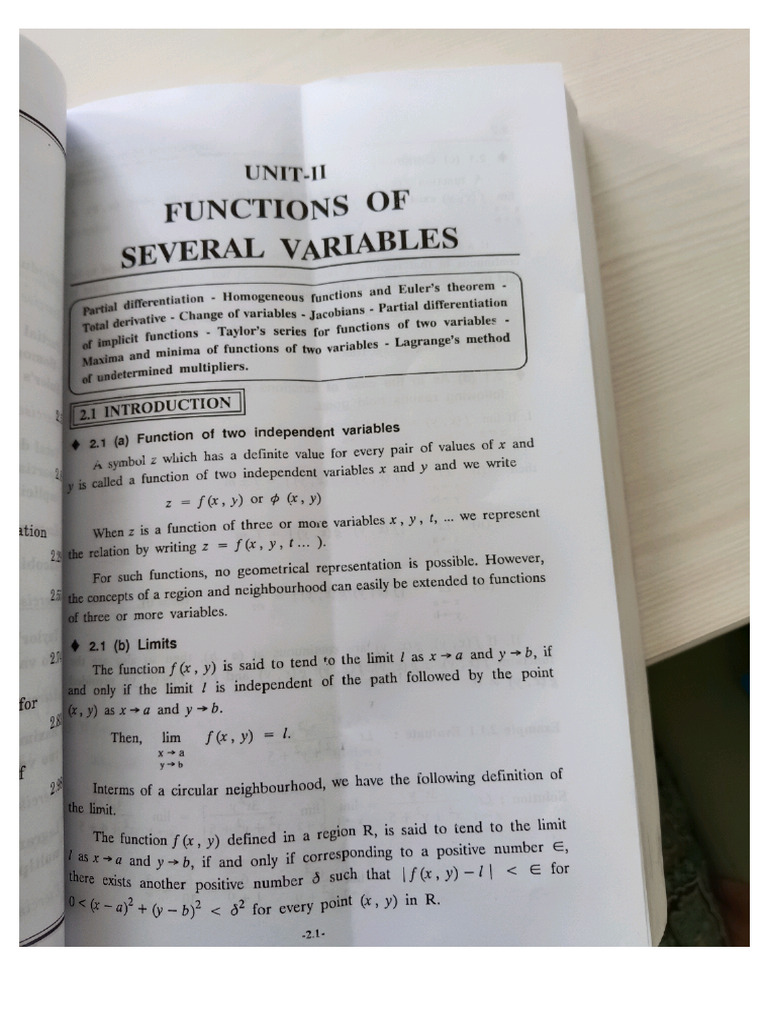 UNIT-II
FUNCTIONS OF
SEVERAL VARIABLES
Partial differentiation - Homogeneous functions and Euler's theorem -
Total derivative - Change of variables - Jacobians - Partial differentiation
of implicit functions - Taylor's series for functions of two variables -
Maxima and minima of functions of two variables - Lagrange's method
of undetermined multipliers.
2.1 INTRODUCTION
♦ 2.1 (a) Function of two independent variables
A symbol z which has a definite value for every pair of values of x and
y is called a function of two independent variables x and y and we write
z = f (x , y) or ϕ (x , y)
When z is a function of three or more variables x , y , t, ... we represent
the relation by writing z = f (x , y , t ... ).
For such functions, no geometrical representation is possible. However,
the concepts of a region and neighbourhood can easily be extended to functions
of three or more variables.
♦ 2.1 (b) Limits
The function f (x , y) is said to tend to the limit l as x → a and y → b, if
and only if the limit l is independent of the path followed by the point
(x , y) as x → a and y → b.
Then, lim f (x , y) = l.
x → a
y → b
Interms of a circular neighbourhood, we have the following definition of
the limit.
The function f (x , y) defined in a region R, is said to tend to the limit
l as x → a and y → b, if and only if corresponding to a positive number ∈,
there exists another positive number δ such that | f (x , y) − l | < ∈ for
0 < (x − a)² + (y − b)² < δ² for every point (x , y) in R.
-2.1-
for